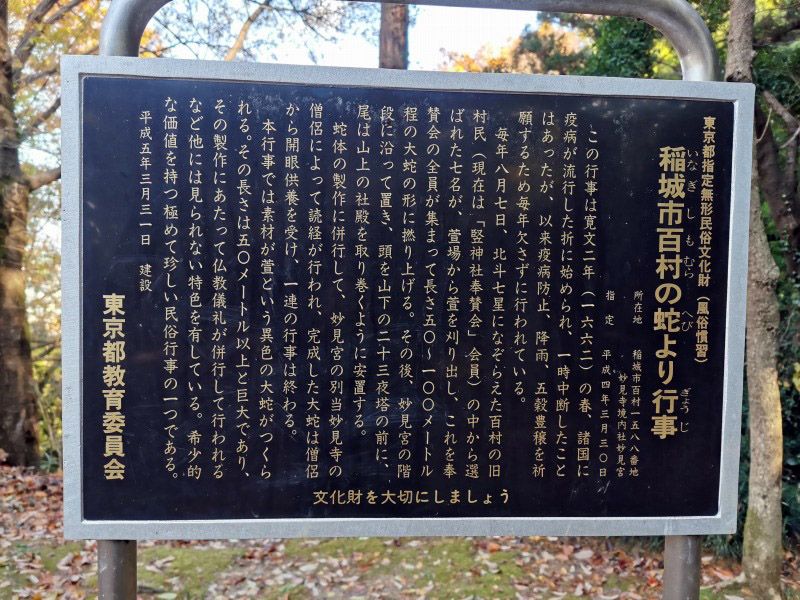 東京都指定無形民俗文化財(風俗慣習)
稲城市百村の蛇より行事
いなぎしもむら
へび
ぎょうじ
所在地 稲城市百村一五八八番地
妙見寺境内社妙見宮
指定 平成四年三月三〇日
この行事は寛文二年(一六六二)の春、諸国に
疫病が流行した折に始められ、一時中断したこと
はあったが、以来疫病防止、降雨、五穀豊穣を祈
願するため毎年欠さずに行われている。
毎年八月七日、北斗七星になぞらえた百村の旧
村民(現在は「竪神社奉賛会」会員)の中から選
ばれた七名が、萱場から萱を刈り出し、これを奉
賛会の全員が集まって長さ五〇〜一〇〇メートル
程の大蛇の形に撚り上げる。その後、妙見宮の階
段に沿って置き、頭を山下の二十三夜塔の前に、
尾は山上の社殿を取り巻くように安置する。
蛇体の製作に併行して、妙見宮の別当妙見寺の
僧侶によって読経が行われ、完成した大蛇は僧侶
から開眼供養を受け、一連の行事は終わる。
本行事では素材が萱という異色の大蛇がつくら
れる。その長さは五〇メートル以上と巨大であり、
その製作にあたって仏教儀礼が併行して行われる
など他には見られない特色を有している。希少的
な価値を持つ極めて珍しい民俗行事の一つである。
平成五年三月三一日 建設
東京都教育委員会
文化財を大切にしましょう